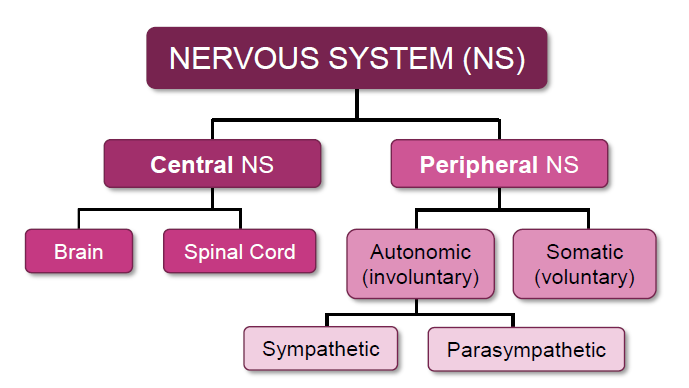 NERVOUS SYSTEM (NS)
Central NS
Peripheral NS
Brain
Spinal Cord
Autonomic
(involuntary)
Somatic
(voluntary)
Sympathetic
Parasympathetic